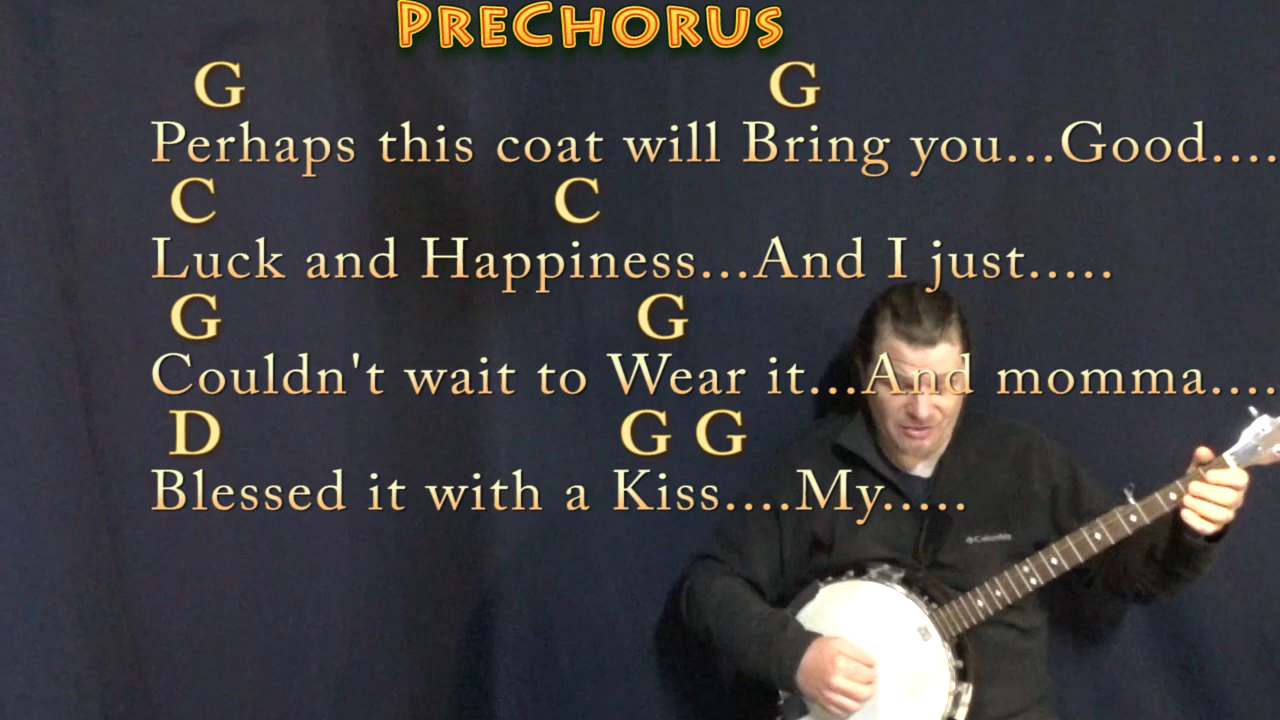 PRECHORUS
G G
Perhaps this coat will Bring you...Good....
C C
Luck and Happiness...And I just.....
G G
Couldn't wait to Wear it...And momma....
D G G
Blessed it with a Kiss....My.....
Columbia